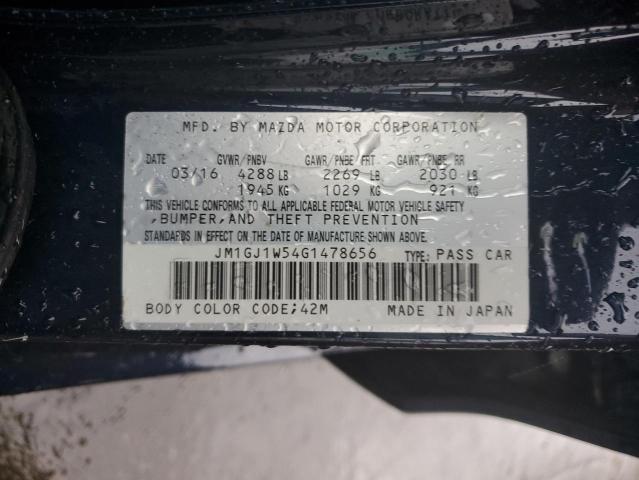 MFD. BY MAZDA MOTOR CORPORATION
DATE GVWR/PNBV GAWR/PNBE FRT GAWR/PNBE RR
03/16 4288 LB 2269 LB 2030 LB
1945 KG 1029 KG 921 KG
THIS VEHICLE CONFORMS TO ALL APPLICABLE FEDERAL MOTOR VEHICLE SAFETY
,BUMPER,AND THEFT PREVENTION
STANDARDS IN EFFECT ON THE DATE OF MANUFACTURE SHOWN ABOVE.
JM1GJ1W54G1478656 TYPE: PASS CAR
BODY COLOR CODE;42M MADE IN JAPAN